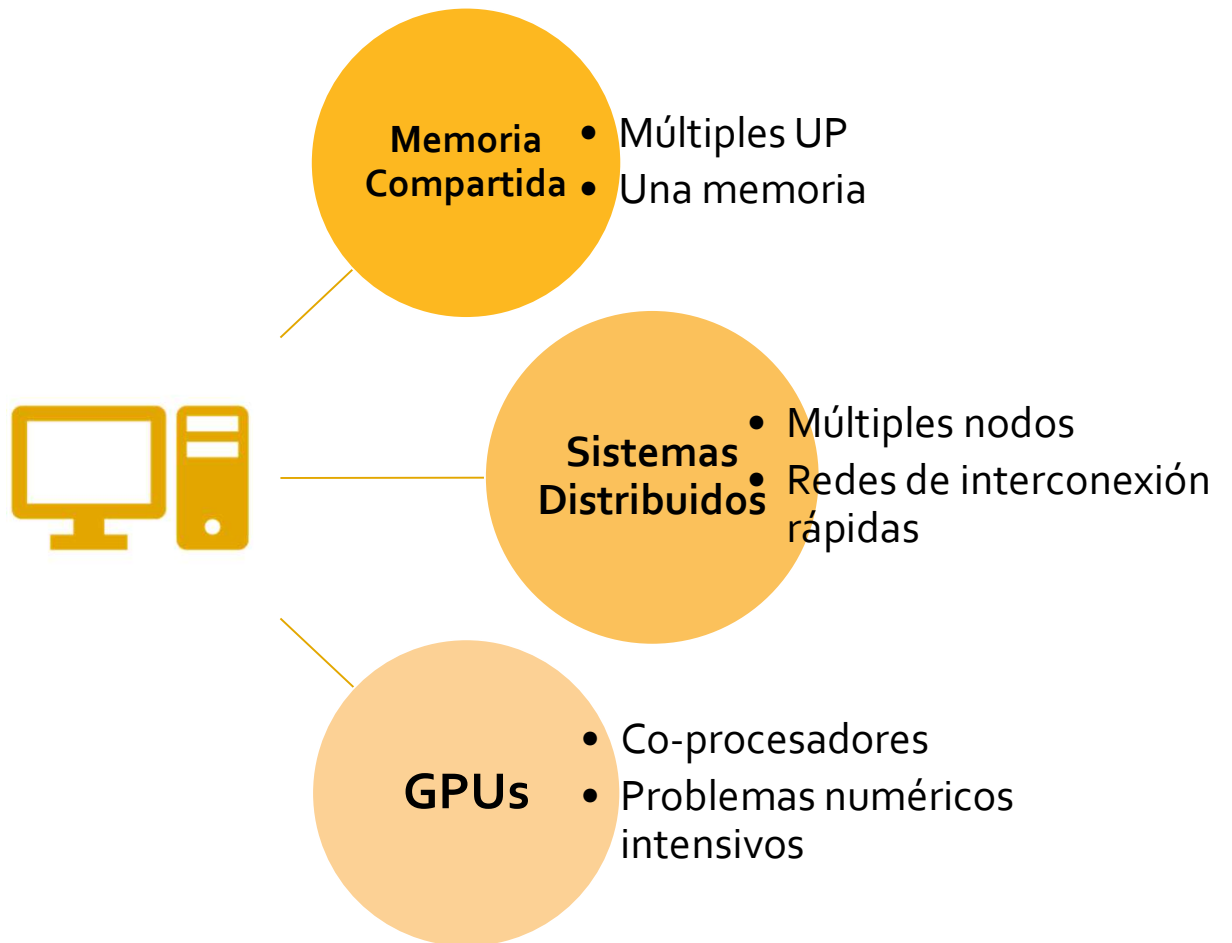 Memoria
Compartida
• Múltiples UP
• Una memoria
Sistemas
Distribuidos
• Múltiples nodos
• Redes de interconexión
rápidas
GPUs
• Co-procesadores
• Problemas numéricos
intensivos